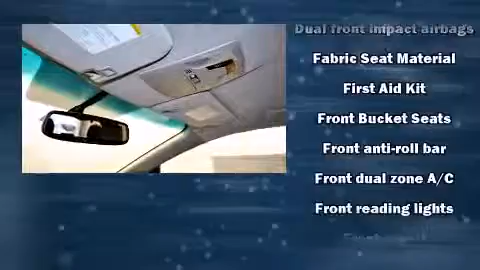 Dual front impact airbags
Fabric Seat Material
First Aid Kit
Front Bucket Seats
Front anti-roll bar
Front dual zone A/C
Front reading lights